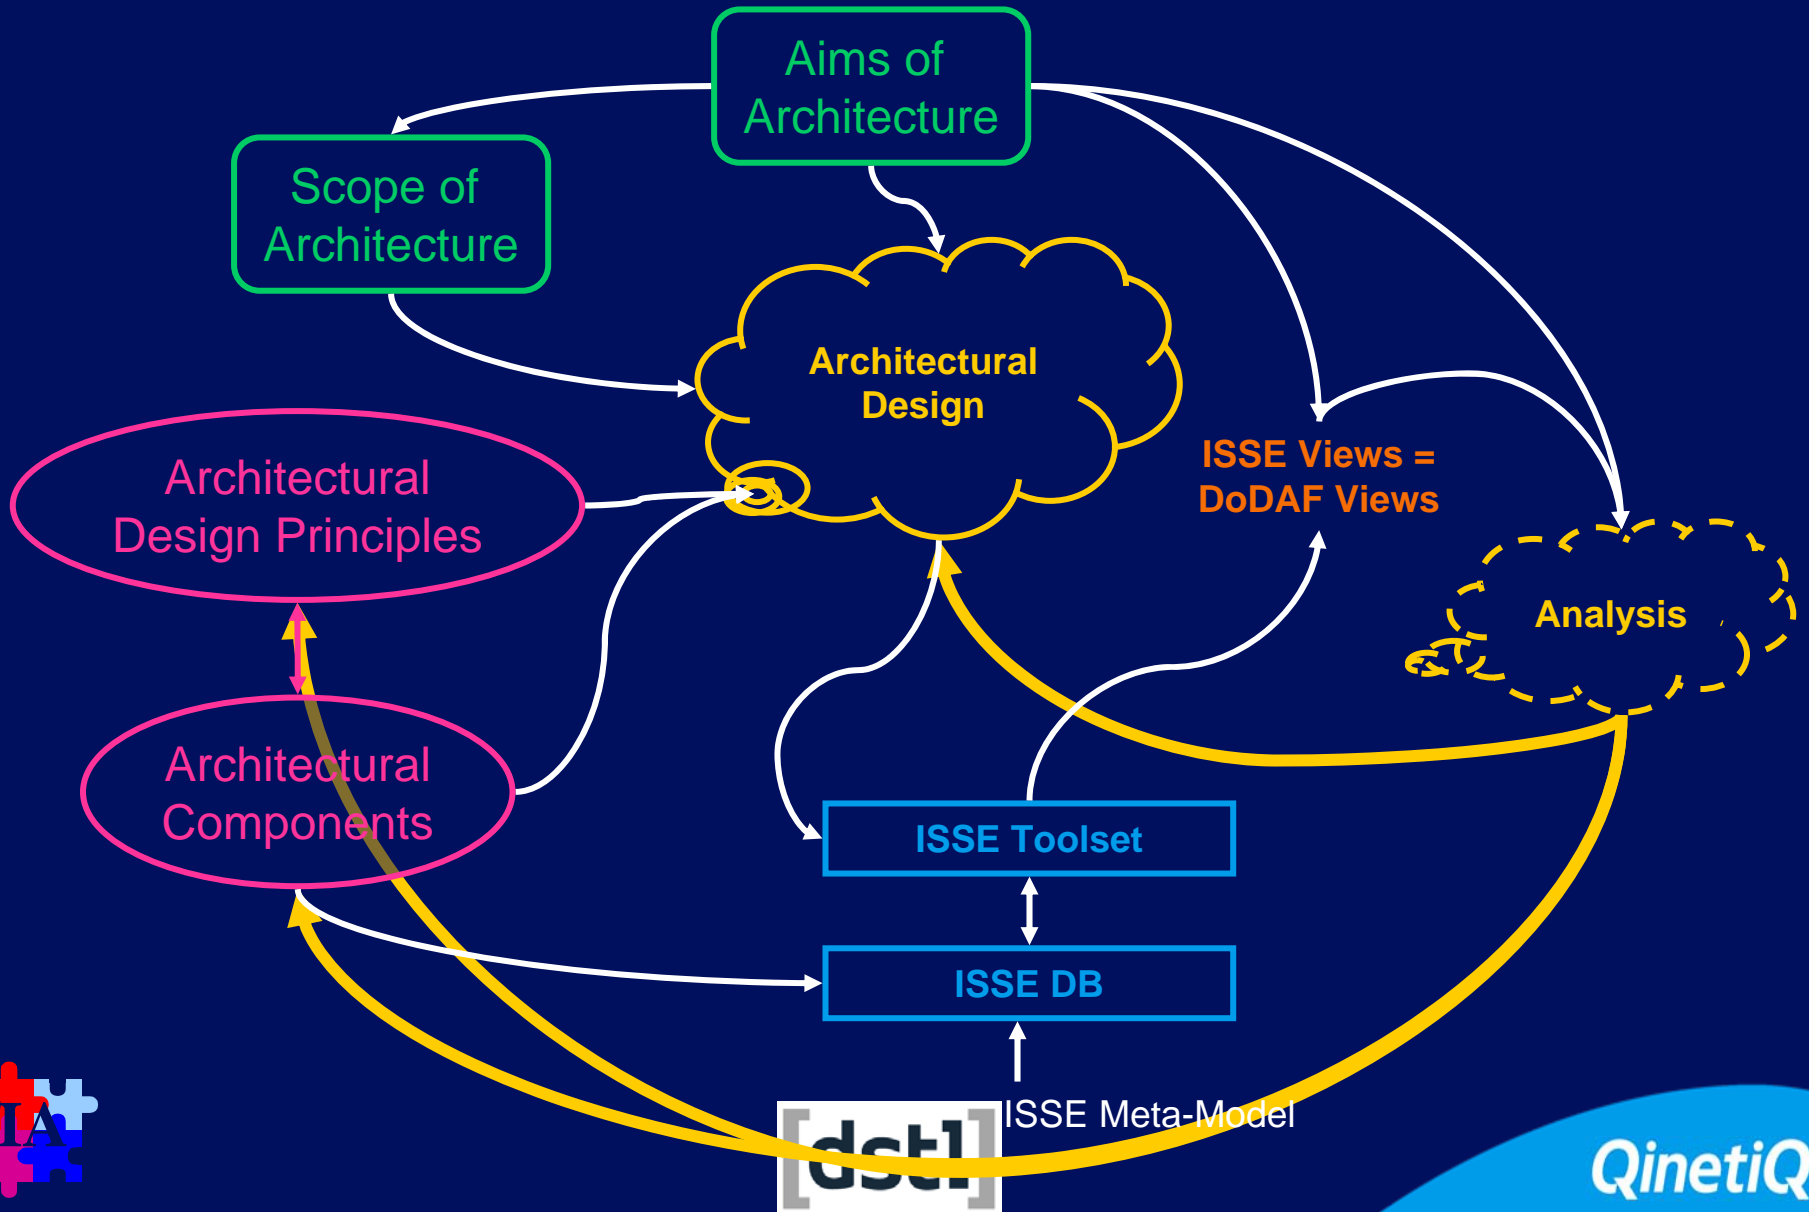 Aims of
Architecture
Scope of
Architecture
Architectural
Design
Architectural
Design Principles
ISSE Views =
DoDAF Views
Analysis
Architectural
Components
ISSE Toolset
ISSE DB
ISSE Meta-Model
IA
[dstl]
QinetiQ